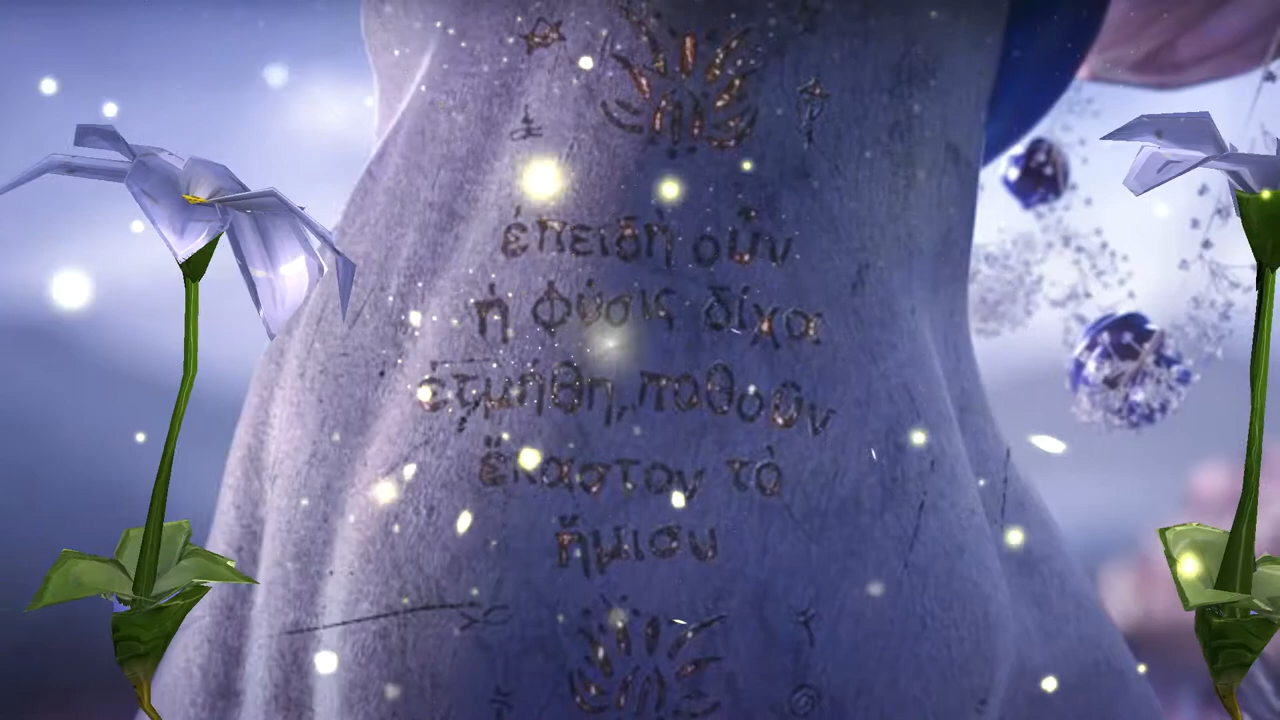 ἐπειδὴ οὖν
ἡ φύσις δίχα
ἐτμήθη, ποθοῦν
ἕκαστον τὸ
ἥμισυ